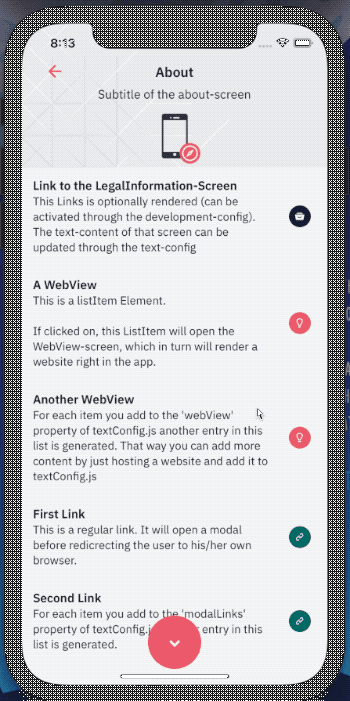 8:13
About
Subtitle of the about-screen
Link to the LegalInformation-Screen
This Links is optionally rendered (can be
activated through the development-config).
The text-content of that screen can be
updated through the text-config
A WebView
This is a listItem Element.
If clicked on, this ListItem will open the
WebView-screen, which in turn will render a
website right in the app.
Another WebView
For each item you add to the 'webView'
property of textConfig.js another entry in this
list is generated. That way you can add more
content by just hosting a website and add it to
textConfig.js
First Link
This is a regular link. It will open a modal
before redicrecting the user to his/her own
browser.
Second Link
For each item you add to the 'modalLinks'
property of textConfig.j entry in this
list is generated.